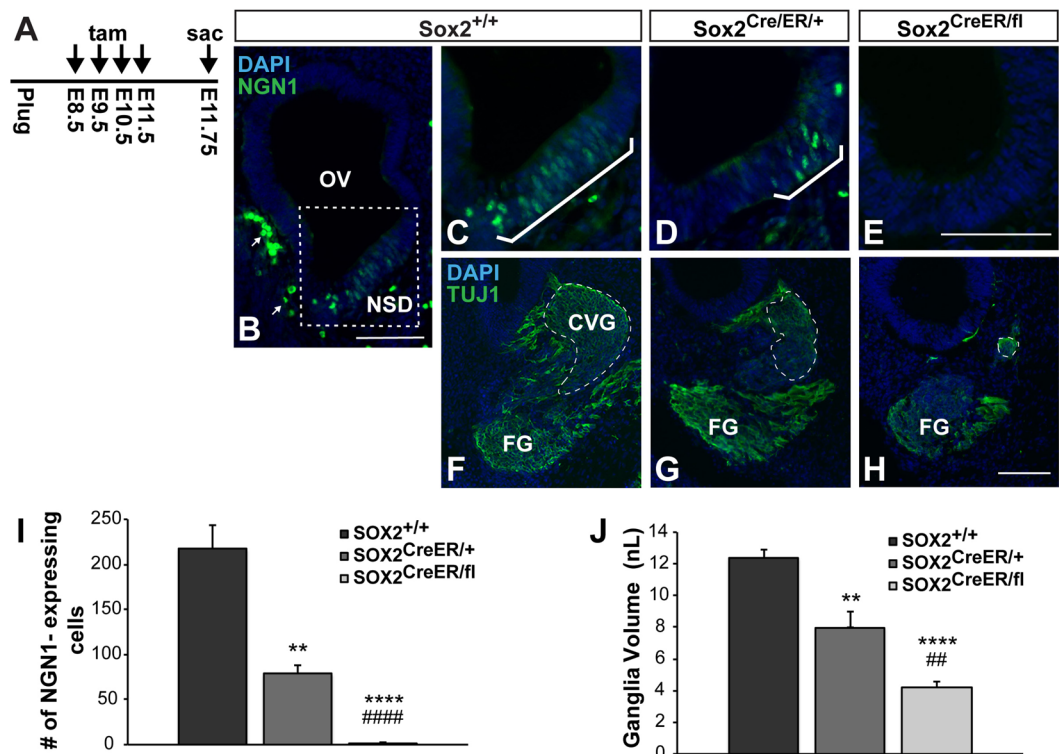 A
tam
sac
Plug
E8.5
E9.5
E10.5
E11.5
E11.75
Sox2+/+
Sox2Cre/ER/+
Sox2CreER/fl
DAPI
NGN1
OV
NSD
B
C
D
E
DAPI
TUJ1
CVG
FG
F
FG
G
FG
H
I
# of NGN1- expressing
cells
250
200
150
100
50
0
SOX2+/+
SOX2CreER/+
SOX2CreER/fl
**
****
####
J
Ganglia Volume (nL)
14
12
10
8
6
4
2
0
SOX2+/+
SOX2CreER/+
SOX2CreER/fl
**
****
##